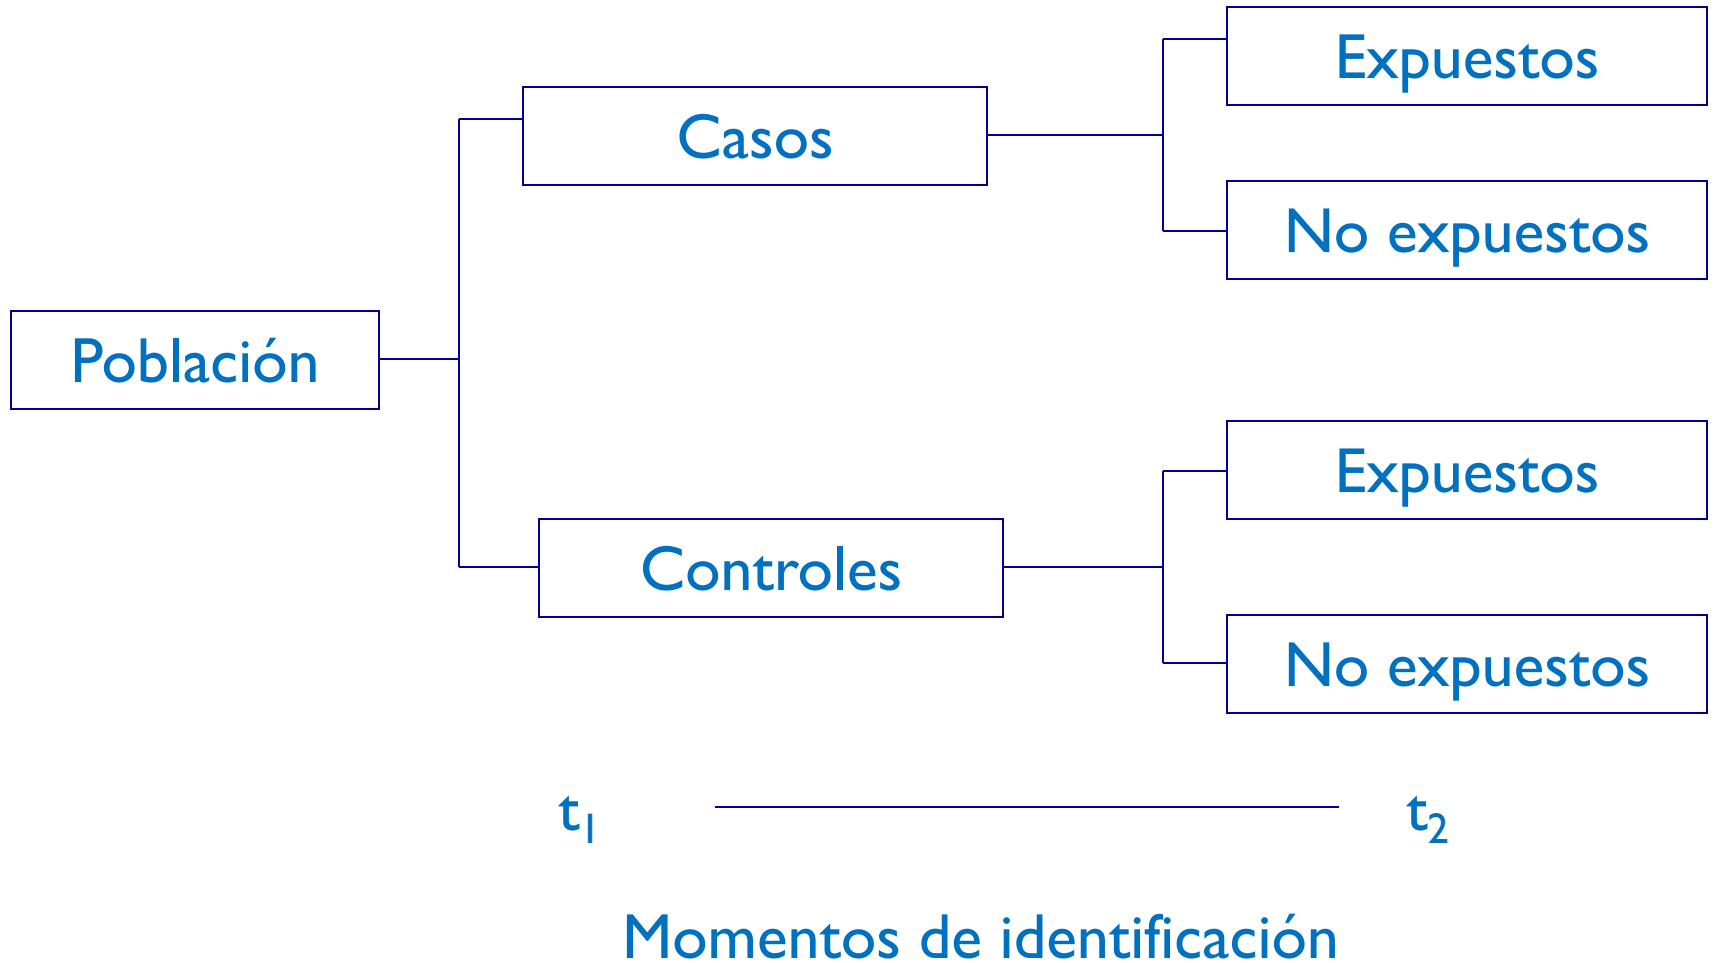 Expuestos
Casos
No expuestos
Población
Expuestos
Controles
No expuestos
t1 t2
Momentos de identificación